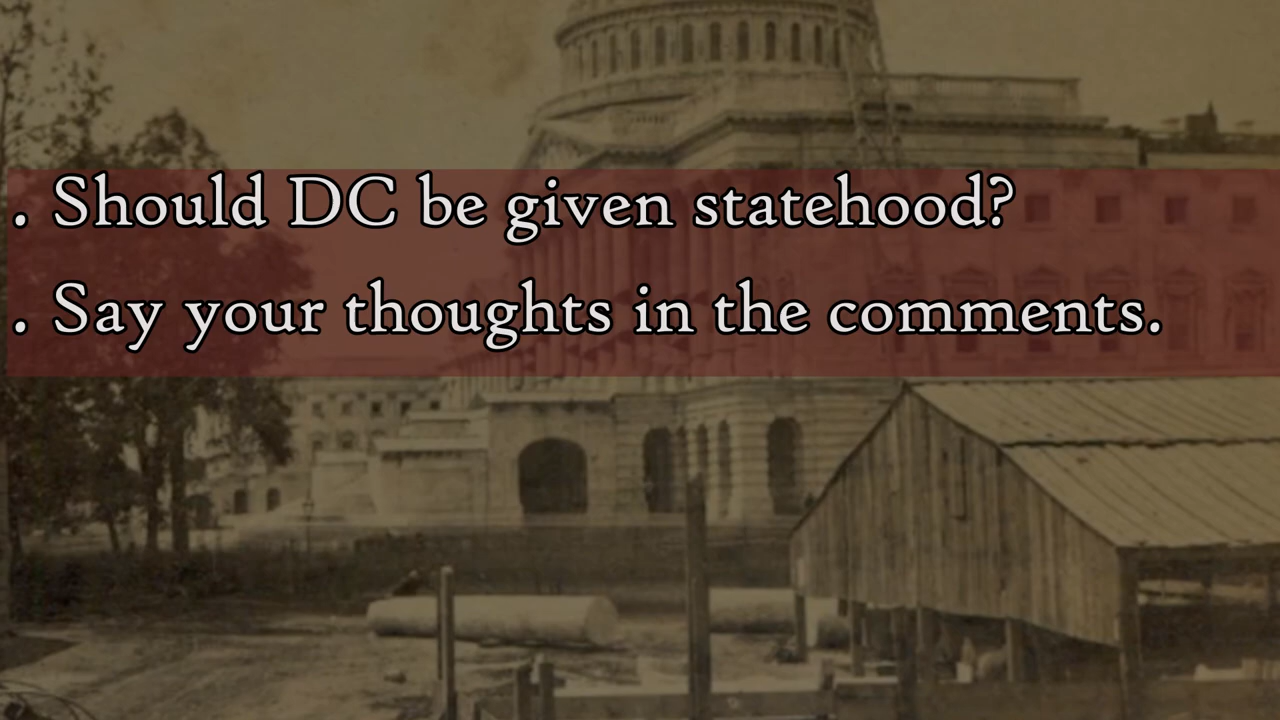 . Should DC be given statehood?
. Say your thoughts in the comments.